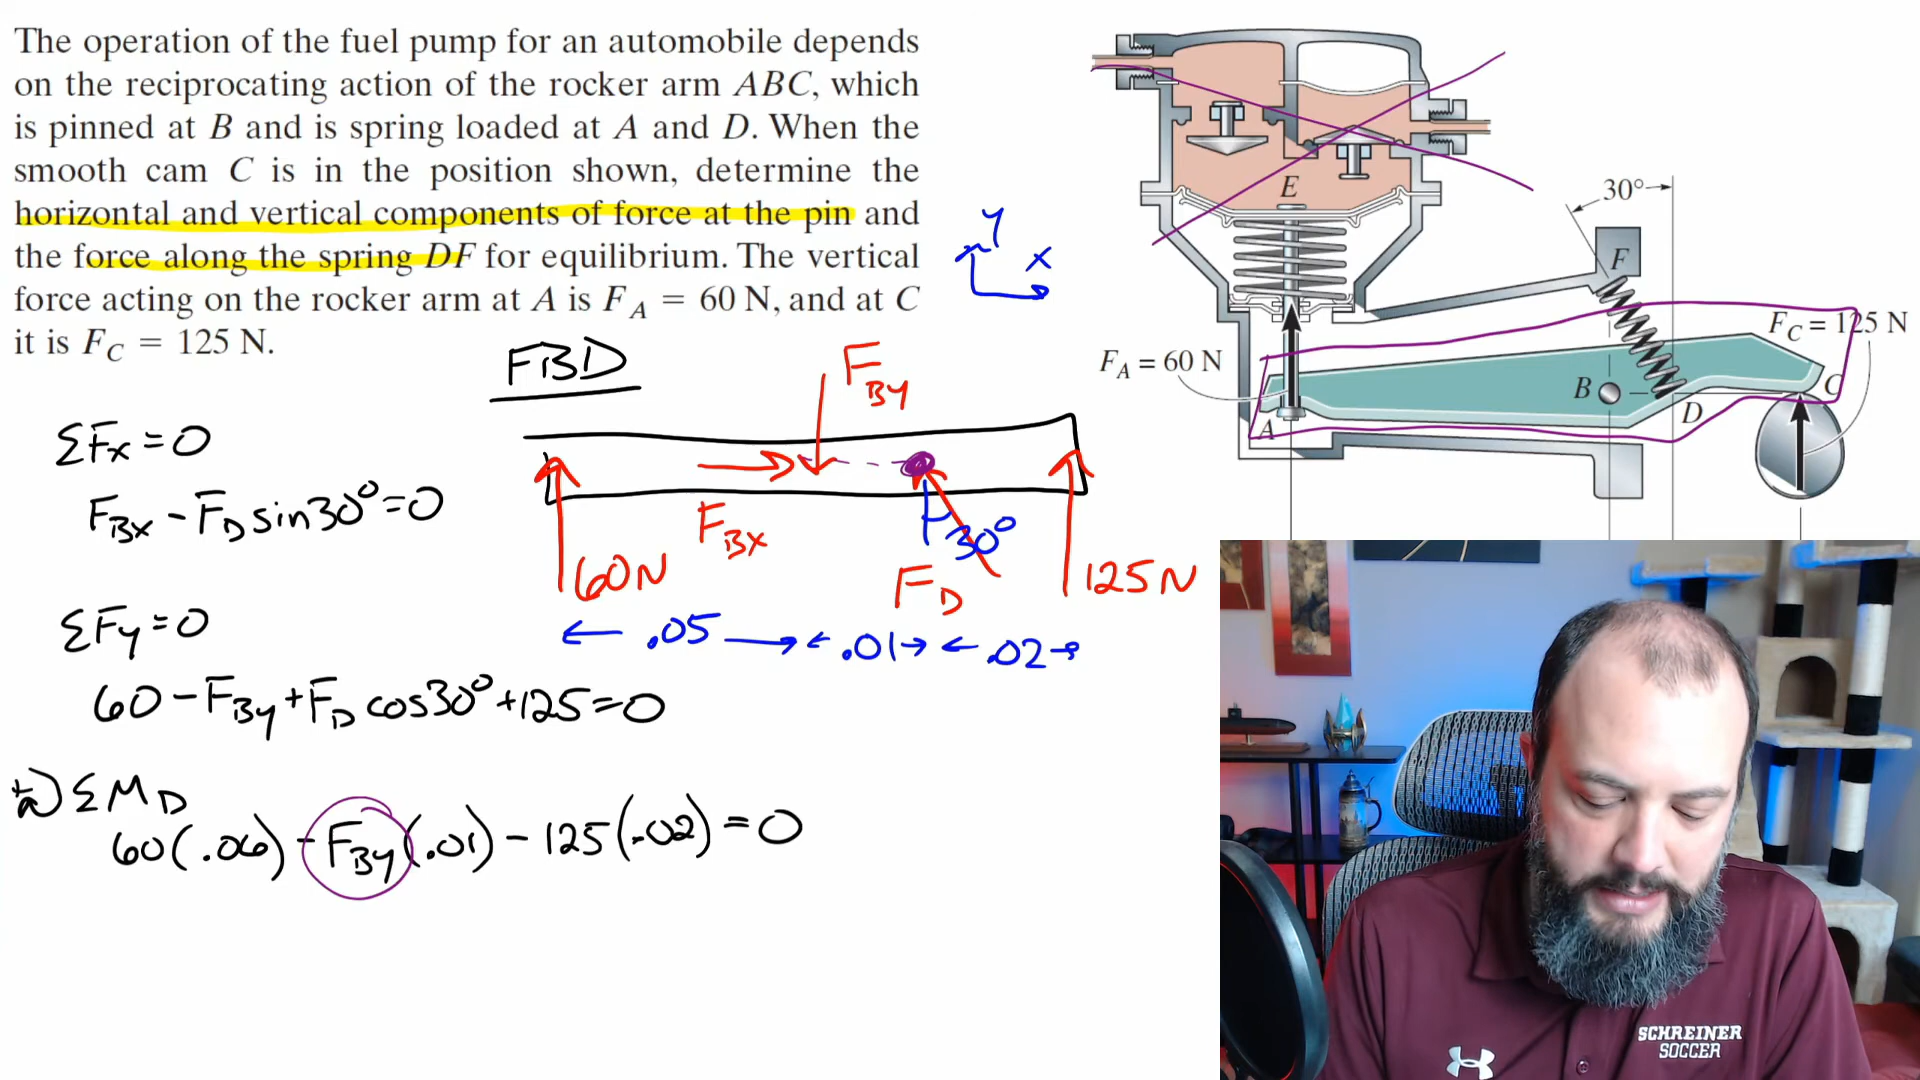 The operation of the fuel pump for an automobile depends
on the reciprocating action of the rocker arm ABC, which
is pinned at B and is spring loaded at A and D. When the
smooth cam C is in the position shown, determine the
horizontal and vertical components of force at the pin and
the force along the spring DF for equilibrium. The vertical
force acting on the rocker arm at A is F_A = 60 N, and at C
it is F_C = 125 N.
FBD
ΣFx=0
F_Bx - F_D sin30°=0
ΣFy=0
60 - F_By + F_D cos30° + 125 = 0
+ ΣM_D
60(.06) - F_By(.01) - 125(.02) = 0
F_By
F_Bx
60N
30°
F_D
125N
.05
.01
.02
Y
X
E
30°
F
F_C = 125 N
F_A = 60 N
B
C
D
A
SCHREINER
SOCCER